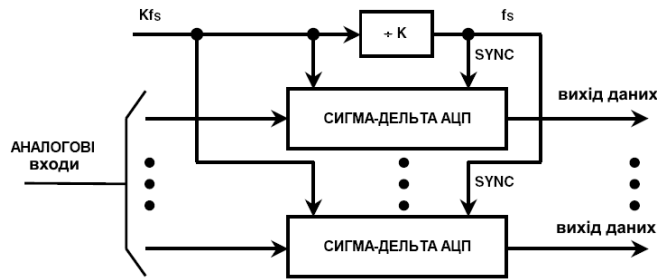 Kfs
÷ K
fs
SYNC
вихід даних
СИГМА-ДЕЛЬТА АЦП
АНАЛОГОВІ
входи
SYNC
вихід даних
СИГМА-ДЕЛЬТА АЦП